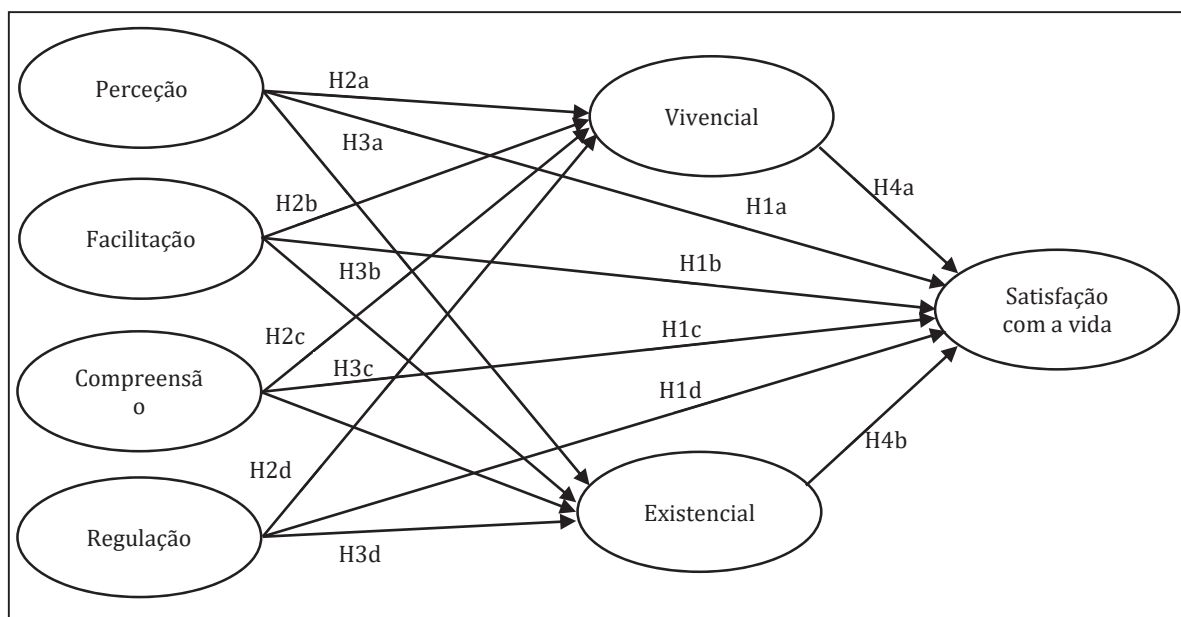 Perceção
H2a
Vivencial
H3a
H4a
H2b
H1a
Facilitação
H3b
H1b
Satisfação
com a vida
H2c
H1c
H3c
Compreensã
o
H1d
H4b
H2d
Existencial
Regulação
H3d